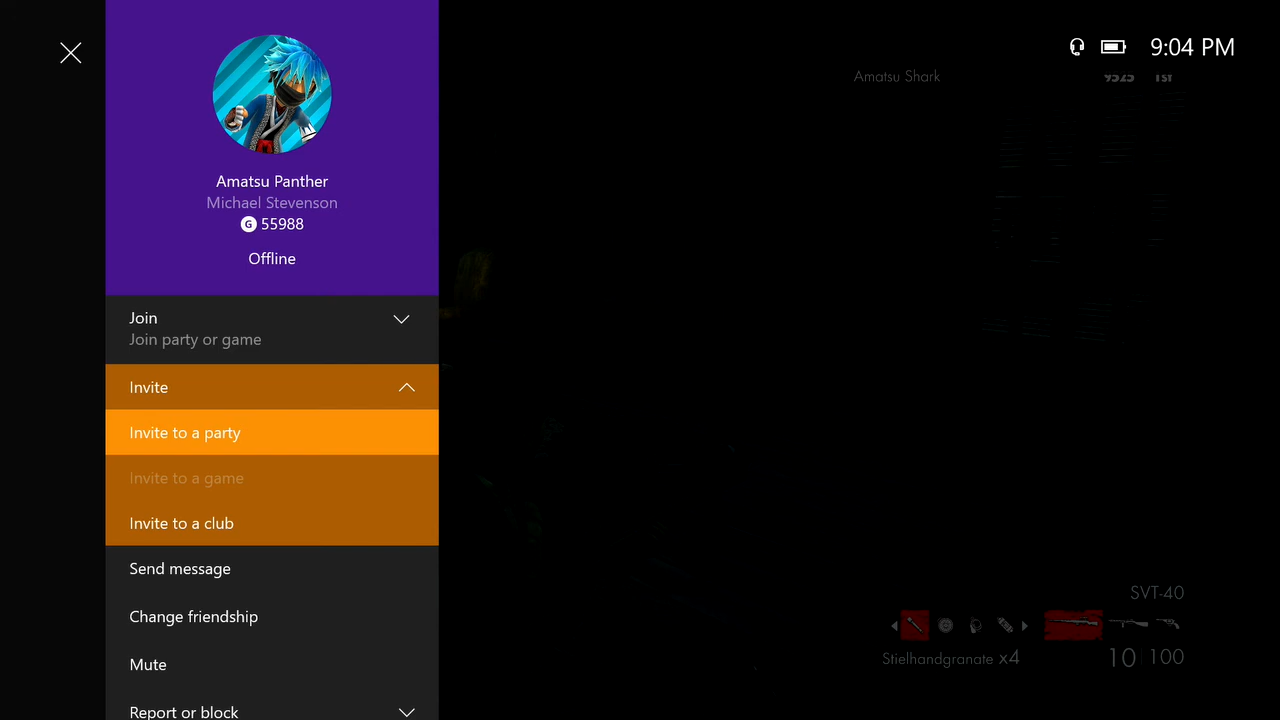 9:04 PM
Amatsu Shark 9525 1st
Amatsu Panther
Michael Stevenson
G 55988
Offline
Join
Join party or game
Invite
Invite to a party
Invite to a game
Invite to a club
Send message
Change friendship
Mute
Report or block
SVT-40
Stielhandgranate x4
10 100